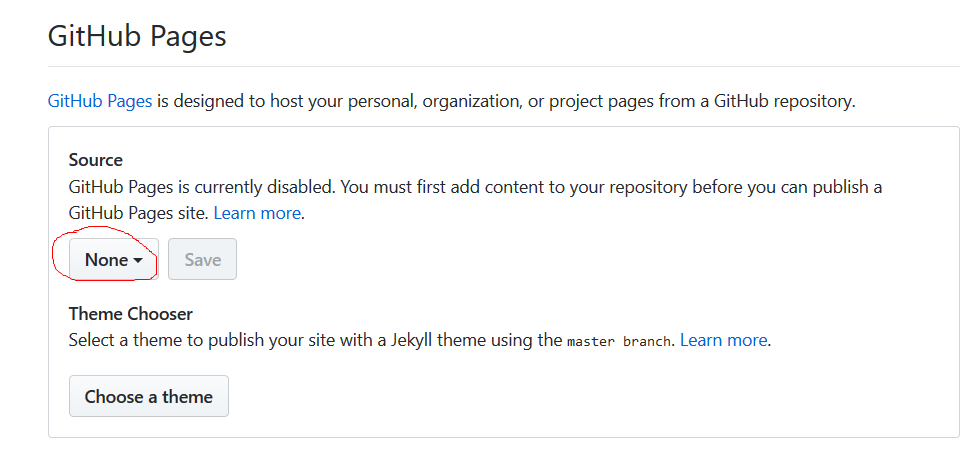 GitHub Pages
GitHub Pages is designed to host your personal, organization, or project pages from a GitHub repository.
Source
GitHub Pages is currently disabled. You must first add content to your repository before you can publish a
GitHub Pages site. Learn more.
None Save
Theme Chooser
Select a theme to publish your site with a Jekyll theme using the master branch. Learn more.
Choose a theme